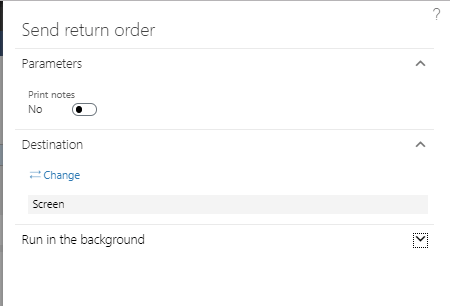 ?
Send return order
Parameters
Print notes
No
Destination
Change
Screen
Run in the background